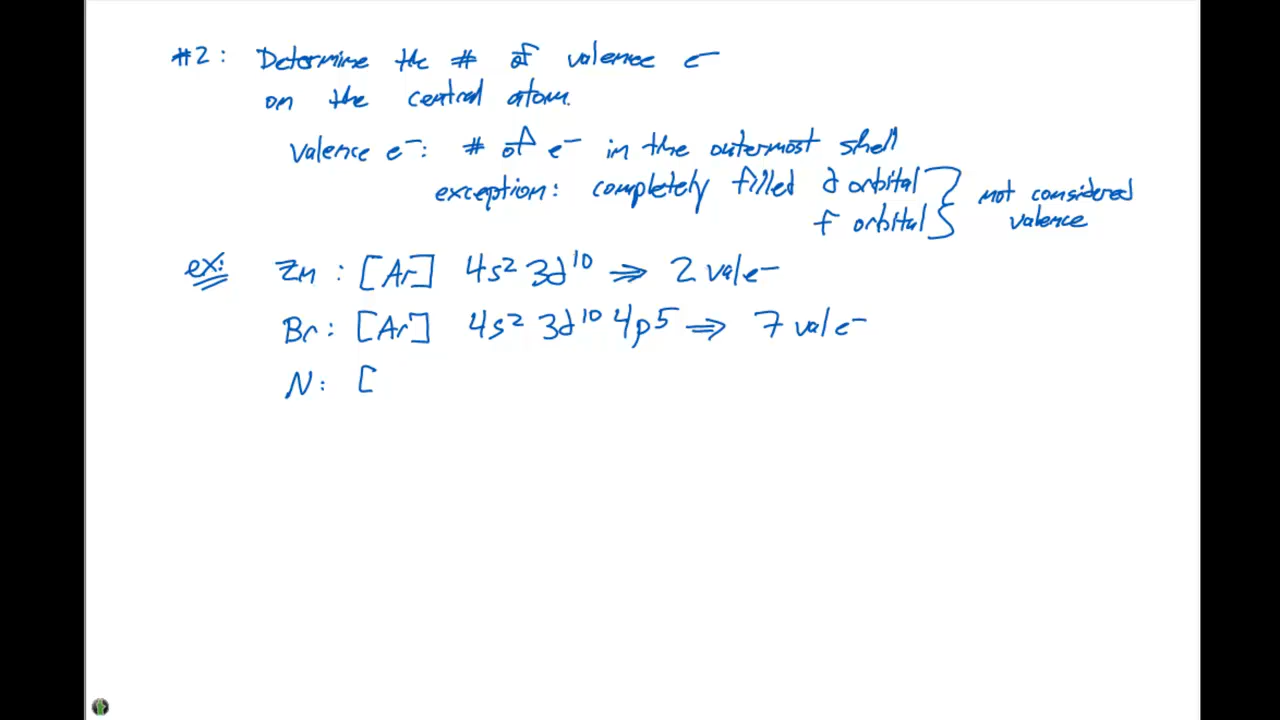 #2: Determine the # of valence e⁻
on the central atom.
valence e⁻: # of e⁻ in the outermost shell
exception: completely filled d orbital } not considered
f orbital } valence
ex: Zn: [Ar] 4s² 3d¹⁰ ⇒ 2 val e⁻
Br: [Ar] 4s² 3d¹⁰ 4p⁵ ⇒ 7 val e⁻
N: [